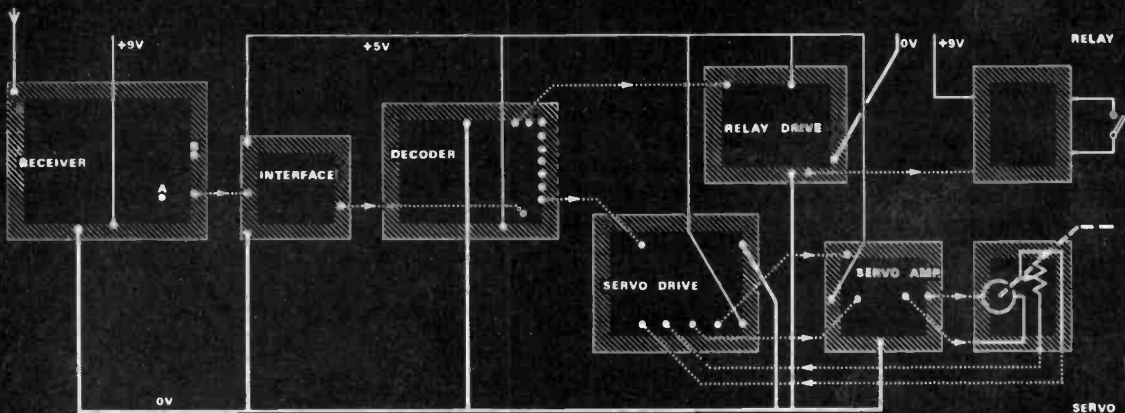 +9V
+5V
0V
+9V
RELAY
RECEIVER
A
INTERFACE
DECODER
RELAY DRIVE
SERVO DRIVE
SERVO AMP.
0V
SERVO